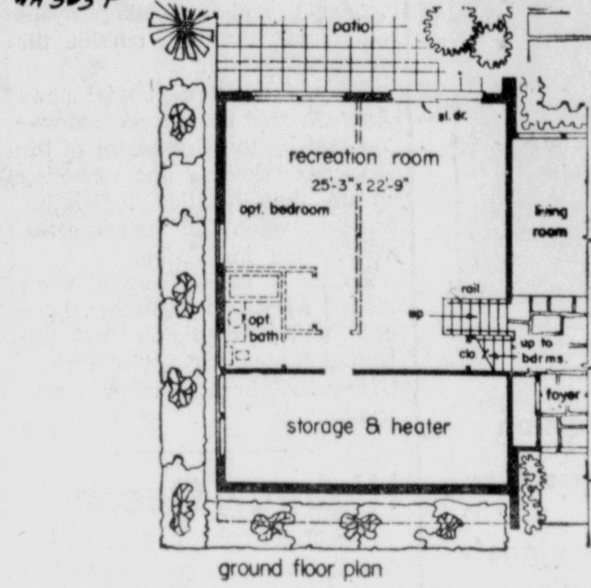 patio
sl. dr.
recreation room
25'-3" x 22'-9"
opt. bedroom
living
room
rail
up
opt.
bath
clo.
up to
bdrms.
foyer
storage & heater
ground floor plan